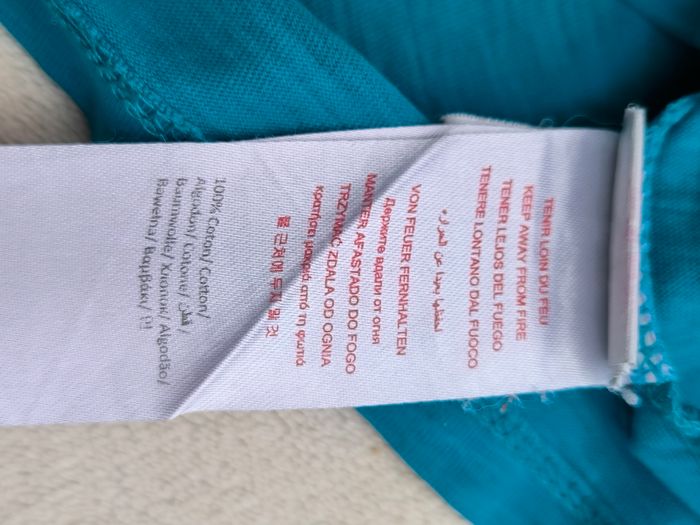 TENIR LOIN DU FEU
KEEP AWAY FROM FIRE
TENER LEJOS DEL FUEGO
TENERE LONTANO DAL FUOCO
احفظها بعيدا عن الحرارة
VON FEUER FERNHALTEN
Держите вдали от огня
MANTER AFASTADO DO FOGO
TRZYMAĆ ZDALA OD OGNIA
κρατήστε μακριά από τη φωτιά
불 근처에 두지 말 것
100% Coton/ Cotton/
Algodon/ Cotone/ قطن /
Baumwolle/ Хлопок/ Algodão/
Bawełna/ Βαμβάκι/ 면